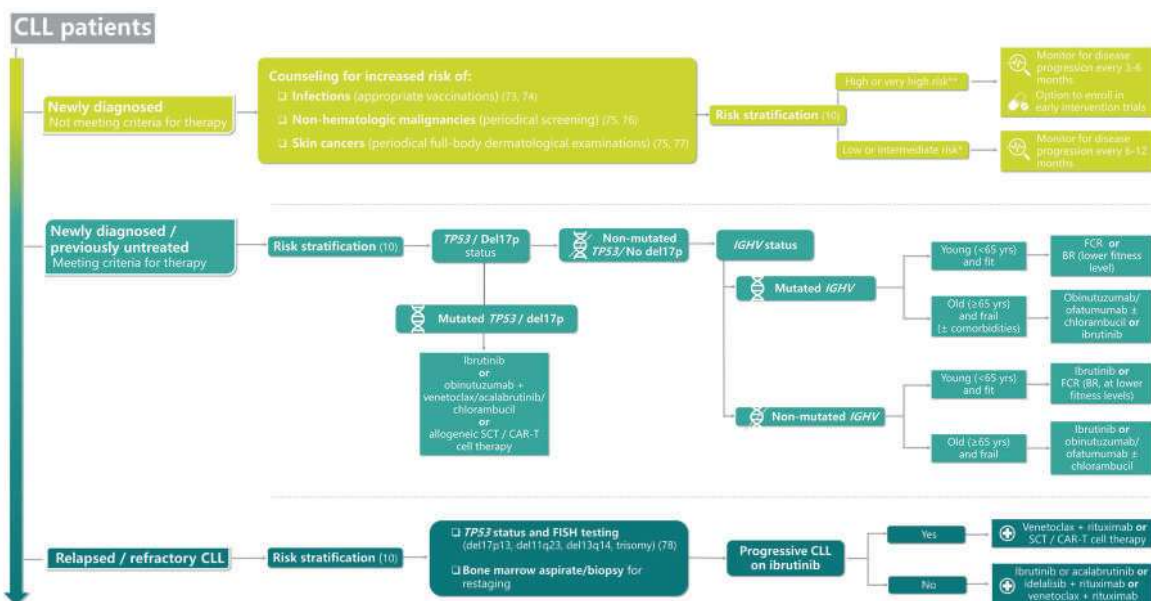 CLL patients
Newly diagnosed
Not meeting criteria for therapy
Counseling for increased risk of:
❑ Infections (appropriate vaccinations) (73, 74)
❑ Non-hematologic malignancies (periodical screening) (75, 76)
❑ Skin cancers (periodical full-body dermatological examinations) (75, 77)
Risk stratification (10)
High or very high risk**
Monitor for disease
progression every 3-6
months
Option to enroll in
early intervention trials
Low or Intermediate risk*
Monitor for disease
progression every 6-12
months
Newly diagnosed /
previously untreated
Meeting criteria for therapy
Risk stratification (10)
TP53 / Del17p
status
Non-mutated
TP53/No del17p
IGHV status
Mutated TP53 / del17p
Ibrutinib
or
obinutuzumab +
venetoclax/acalabrutinib/
chlorambucil
or
allogeneic SCT / CAR-T
cell therapy
Mutated IGHV
Young (<65 yrs)
and fit
FCR or
BR (lower fitness
level)
Old (≥65 yrs)
and frail
(± comorbidities)
Obinutuzumab/
ofatumumab ±
chlorambucil or
ibrutinib
Non-mutated IGHV
Young (<65 yrs)
and fit
Ibrutinib or
FCR (BR, at lower
fitness levels)
Old (≥65 yrs)
and frail
Ibrutinib or
obinutuzumab/
ofatumumab ±
chlorambucil
Relapsed / refractory CLL
Risk stratification (10)
❑ TP53 status and FISH testing
(del17p13, del11q23, del13q14, trisomy) (78)
❑ Bone marrow aspirate/biopsy for
restaging
Progressive CLL
on ibrutinib
Yes
Venetoclax + rituximab or
SCT / CAR-T cell therapy
No
Ibrutinib or acalabrutinib or
idelalisib + rituximab or
venetoclax + rituximab